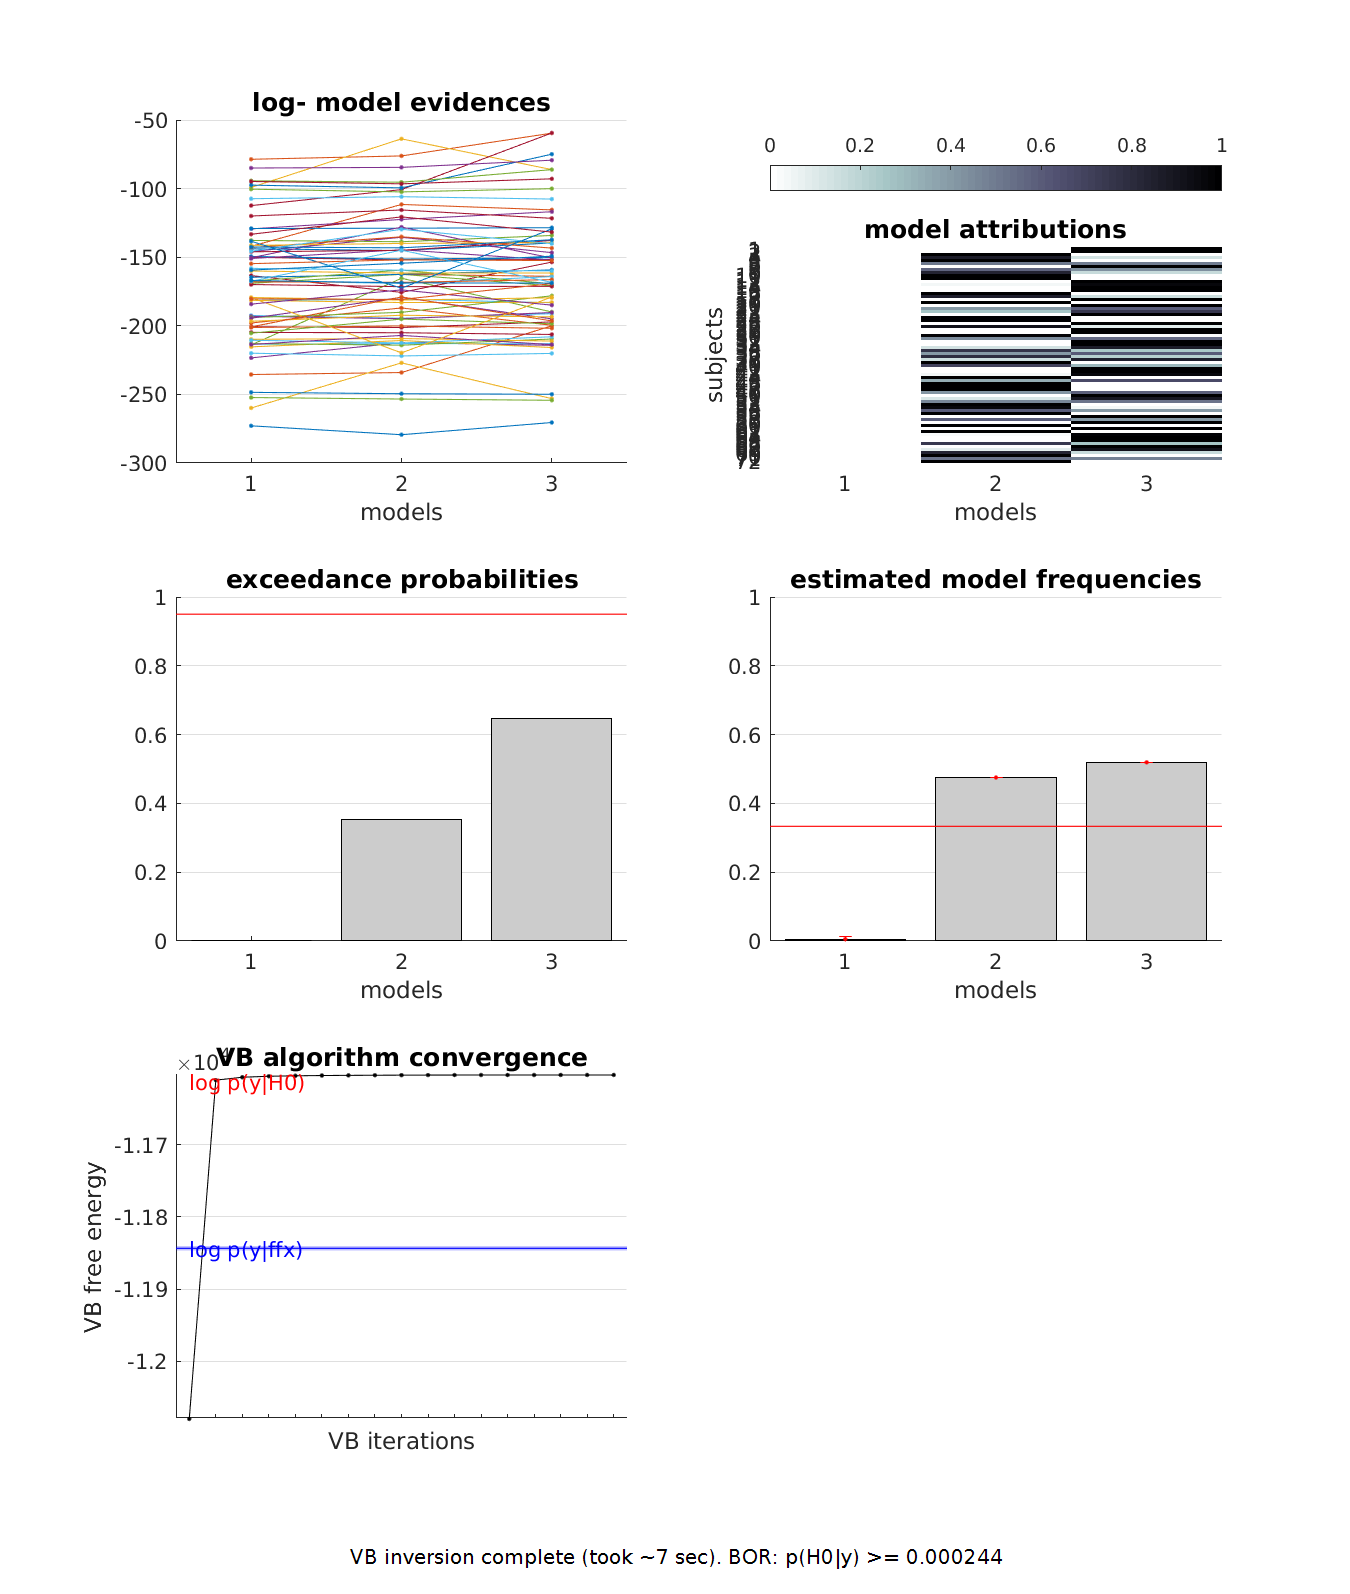 log- model evidences
-50
-100
-150
-200
-250
-300
1 2 3
models
0 0.2 0.4 0.6 0.8 1
model attributions
subjects
1 2 3
models
exceedance probabilities
1
0.8
0.6
0.4
0.2
0
1 2 3
models
estimated model frequencies
1
0.8
0.6
0.4
0.2
0
1 2 3
models
VB algorithm convergence
log p(y|H0)
-1.17
-1.18
log p(y|ffx)
-1.19
-1.2
VB free energy
VB iterations
VB inversion complete (took ~7 sec). BOR: p(H0|y) >= 0.000244